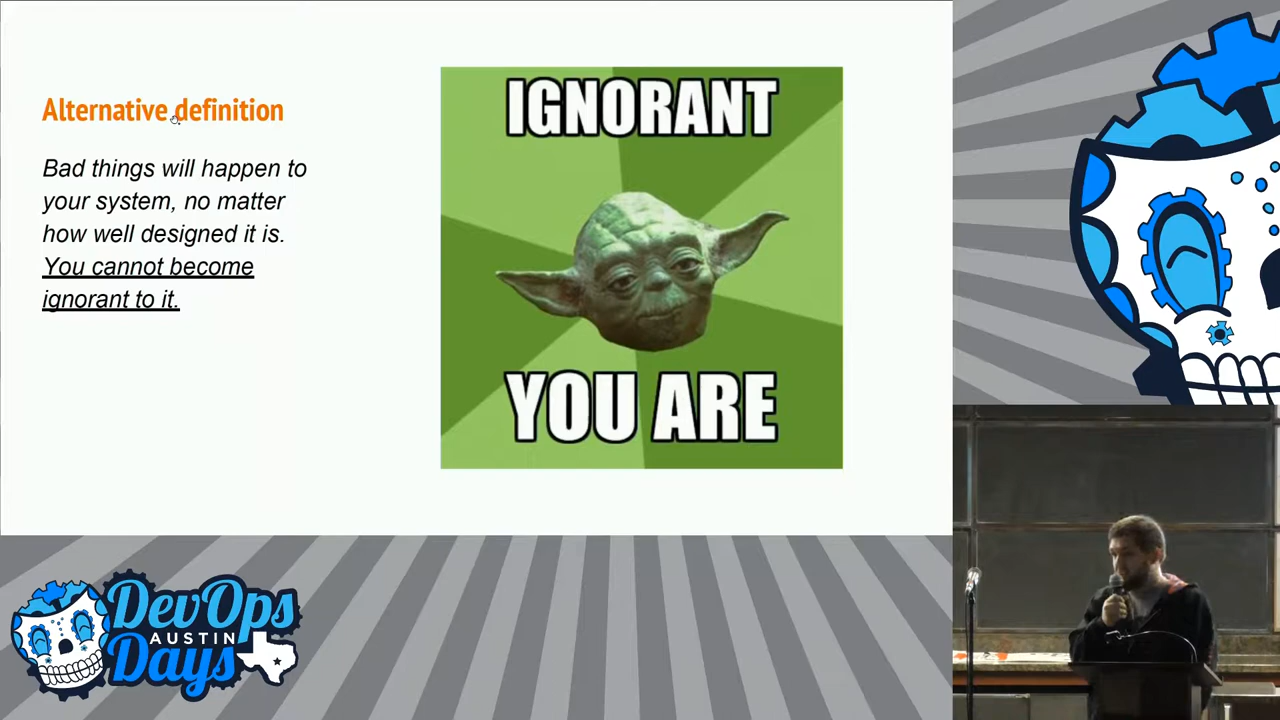 Alternative definition
Bad things will happen to
your system, no matter
how well designed it is.
You cannot become
ignorant to it.
IGNORANT
YOU ARE
DevOps
AUSTIN
Days